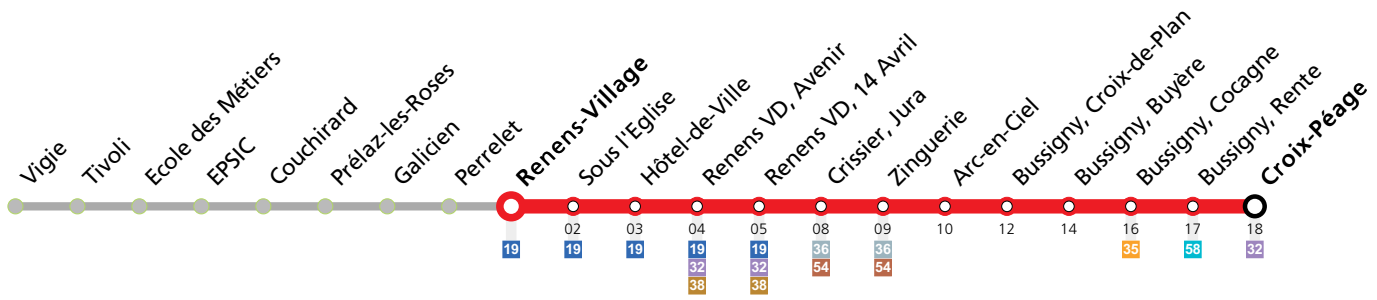 Vigie
Tivoli
Ecole des Métiers
EPSIC
Couchirard
Prélaz-les-Roses
Galicien
Perrelet
Renens-Village
Sous l'Eglise
Hôtel-de-Ville
Renens VD, Avenir
Renens VD, 14 Avril
Crissier, Jura
Zinguerie
Arc-en-Ciel
Bussigny, Croix-de-Plan
Bussigny, Buyère
Bussigny, Cocagne
Bussigny, Rente
Croix-Péage
02 03 04 05 08 09 10 12 14 16 17 18
19 19 19 19 19 36 36 35 58 32
32 32 54 54
38 38